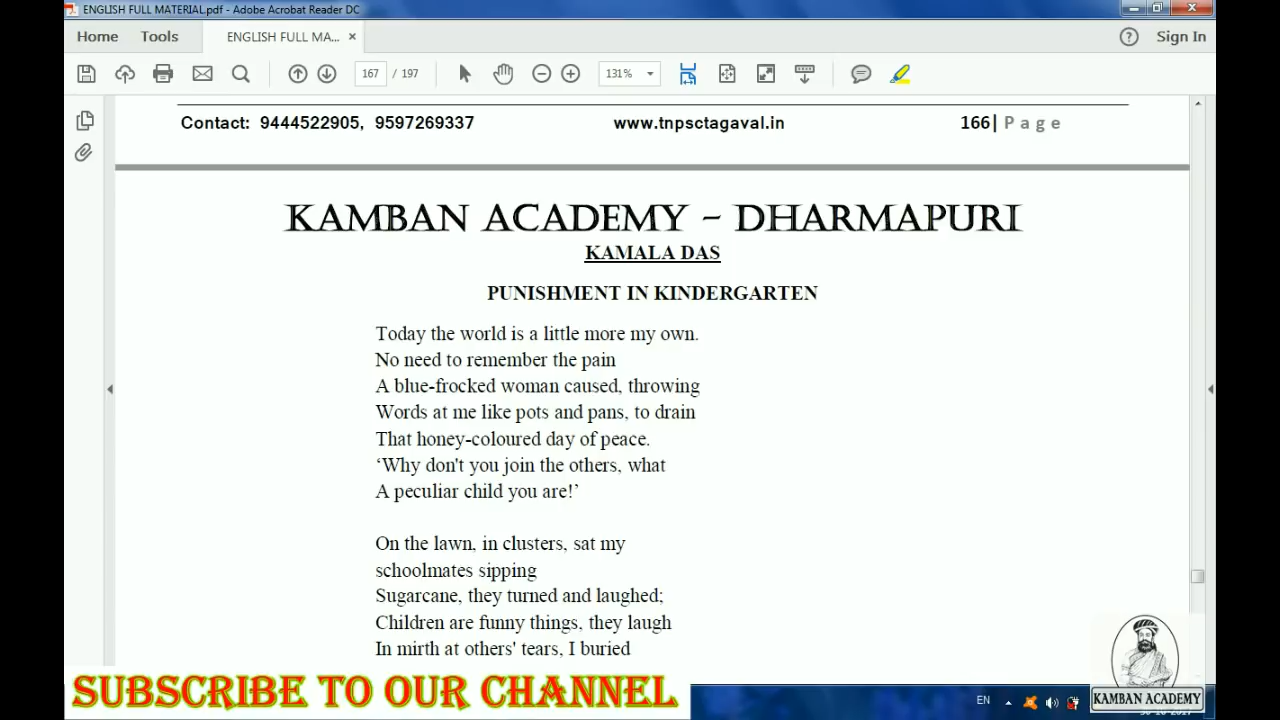 ENGLISH FULL MATERIAL.pdf - Adobe Acrobat Reader DC
Home Tools ENGLISH FULL MA... × Sign In
167 / 197 131%
Contact: 9444522905, 9597269337 www.tnpsctagaval.in 166| P a g e
KAMBAN ACADEMY – DHARMAPURI
KAMALA DAS
PUNISHMENT IN KINDERGARTEN
Today the world is a little more my own.
No need to remember the pain
A blue-frocked woman caused, throwing
Words at me like pots and pans, to drain
That honey-coloured day of peace.
‘Why don't you join the others, what
A peculiar child you are!’
On the lawn, in clusters, sat my
schoolmates sipping
Sugarcane, they turned and laughed;
Children are funny things, they laugh
In mirth at others' tears, I buried
SUBSCRIBE TO OUR CHANNEL
EN
KAMBAN ACADEMY